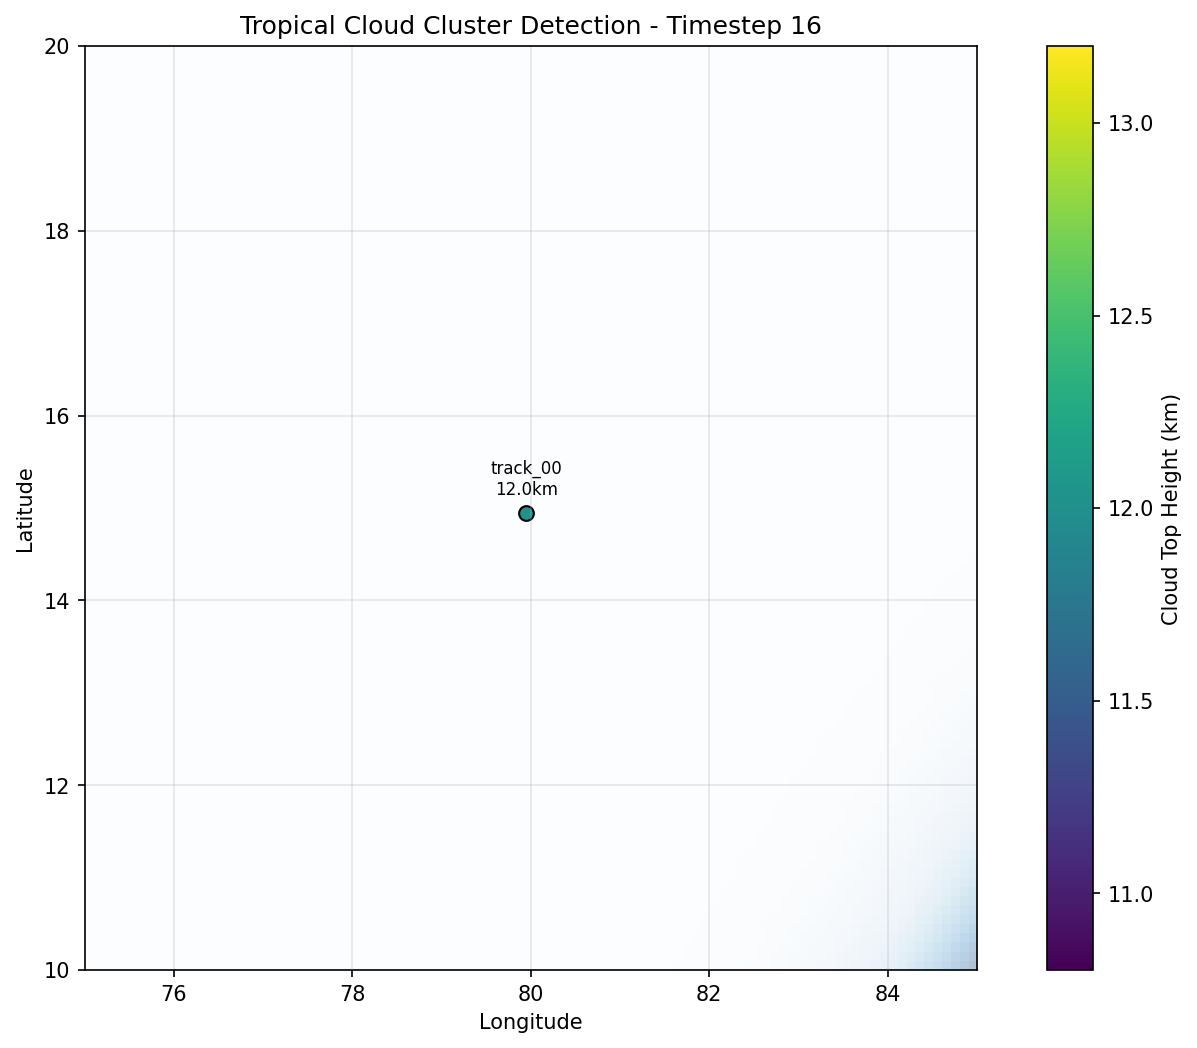 Tropical Cloud Cluster Detection - Timestep 16
20
18
16
14
12
10
Latitude
track_00
12.0km
76
78
80
82
84
Longitude
13.0
12.5
12.0
11.5
11.0
Cloud Top Height (km)